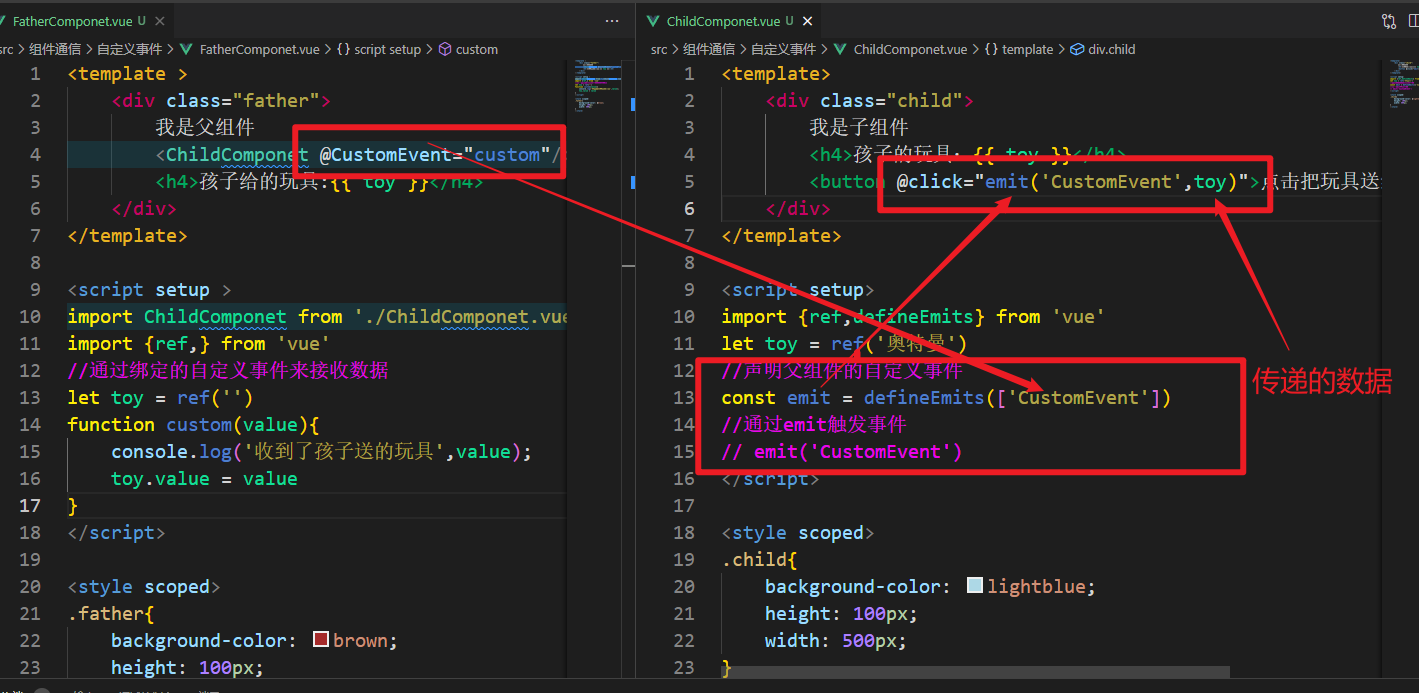 FatherComponet.vue U
src > 组件通信 > 自定义事件 > FatherComponet.vue > {} script setup > custom
1 <template >
2 <div class="father">
3 我是父组件
4 <ChildComponet @CustomEvent="custom"/>
5 <h4>孩子给的玩具:{{ toy }}</h4>
6 </div>
7 </template>
8
9 <script setup >
10 import ChildComponet from './ChildComponet.vue
11 import {ref,} from 'vue'
12 //通过绑定的自定义事件来接收数据
13 let toy = ref('')
14 function custom(value){
15 console.log('收到了孩子送的玩具',value);
16 toy.value = value
17 }
18 </script>
19
20 <style scoped>
21 .father{
22 background-color: brown;
23 height: 100px;
ChildComponet.vue U
src > 组件通信 > 自定义事件 > ChildComponet.vue > {} template > div.child
1 <template>
2 <div class="child">
3 我是子组件
4 <h4>孩子的玩具: {{ toy }}</h4>
5 <button @click="emit('CustomEvent',toy)">点击把玩具送
6 </div>
7 </template>
8
9 <script setup>
10 import {ref,defineEmits} from 'vue'
11 let toy = ref('奥特曼')
12 //声明父组件的自定义事件
13 const emit = defineEmits(['CustomEvent'])
14 //通过emit触发事件
15 // emit('CustomEvent')
16 </script>
17
18 <style scoped>
19 .child{
20 background-color: lightblue;
21 height: 100px;
22 width: 500px;
23 }
传递的数据